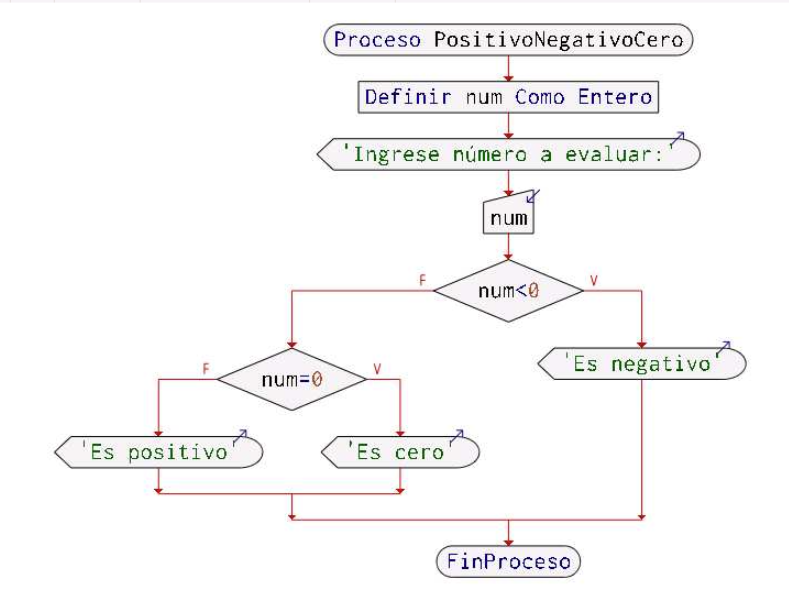 Proceso PositivoNegativoCero
Definir num Como Entero
'Ingrese número a evaluar:'
num
F
num<0
V
'Es negativo'
F
num=0
V
'Es positivo'
'Es cero'
FinProceso